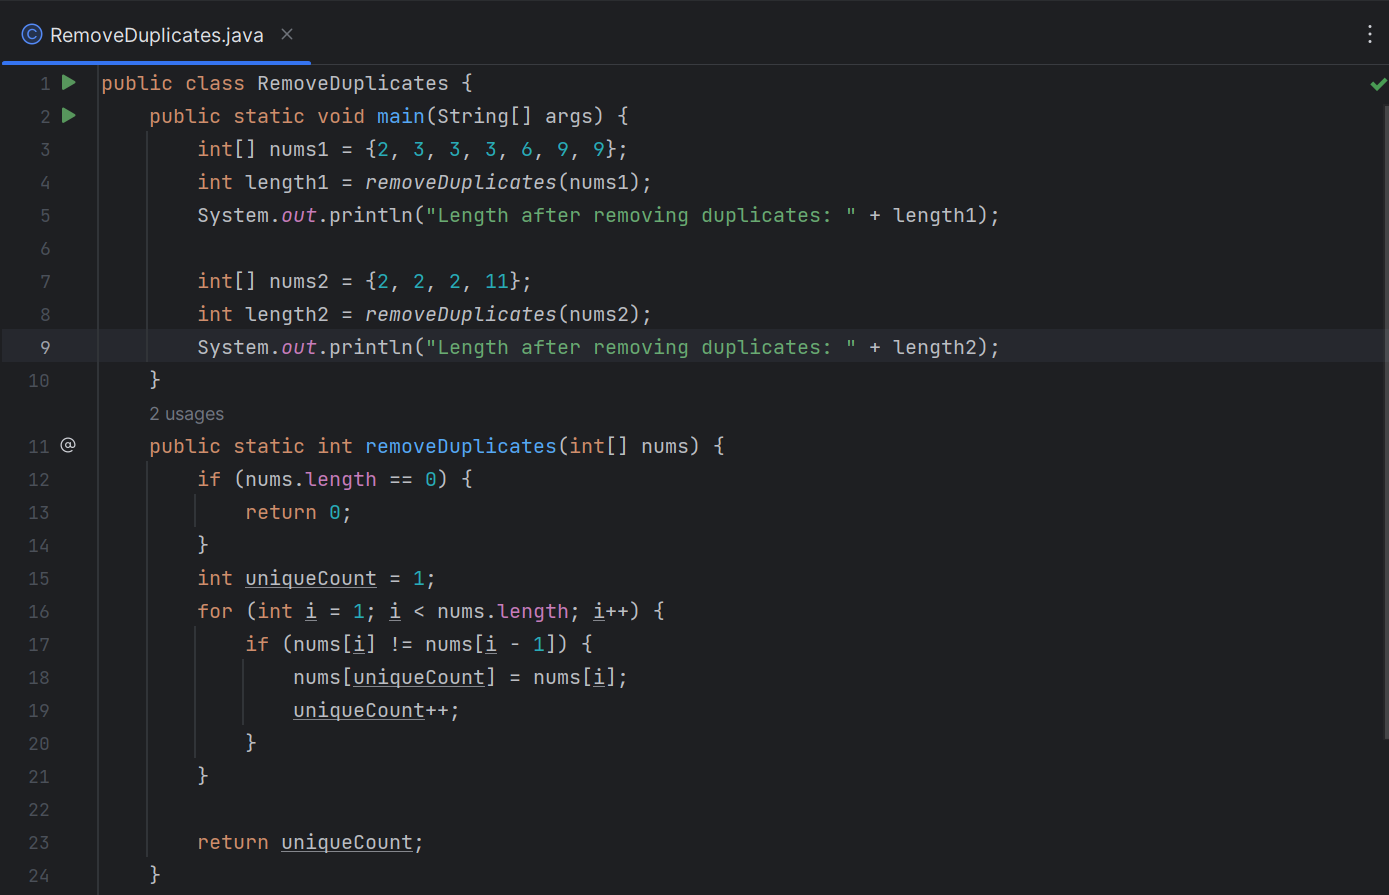 RemoveDuplicates.java
1 public class RemoveDuplicates {
2     public static void main(String[] args) {
3         int[] nums1 = {2, 3, 3, 3, 6, 9, 9};
4         int length1 = removeDuplicates(nums1);
5         System.out.println("Length after removing duplicates: " + length1);
6
7         int[] nums2 = {2, 2, 2, 11};
8         int length2 = removeDuplicates(nums2);
9         System.out.println("Length after removing duplicates: " + length2);
10     }
2 usages
11 @ public static int removeDuplicates(int[] nums) {
12         if (nums.length == 0) {
13             return 0;
14         }
15         int uniqueCount = 1;
16         for (int i = 1; i < nums.length; i++) {
17             if (nums[i] != nums[i - 1]) {
18                 nums[uniqueCount] = nums[i];
19                 uniqueCount++;
20             }
21         }
22
23         return uniqueCount;
24     }